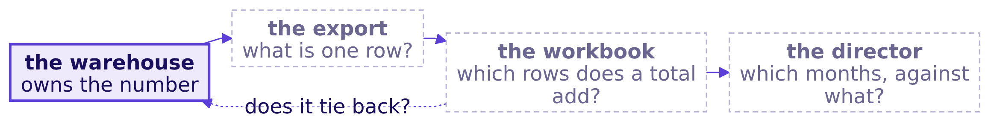 the export
what is one row?
the warehouse
owns the number
the workbook
which rows does a total
add?
the director
which months, against
what?
does it tie back?